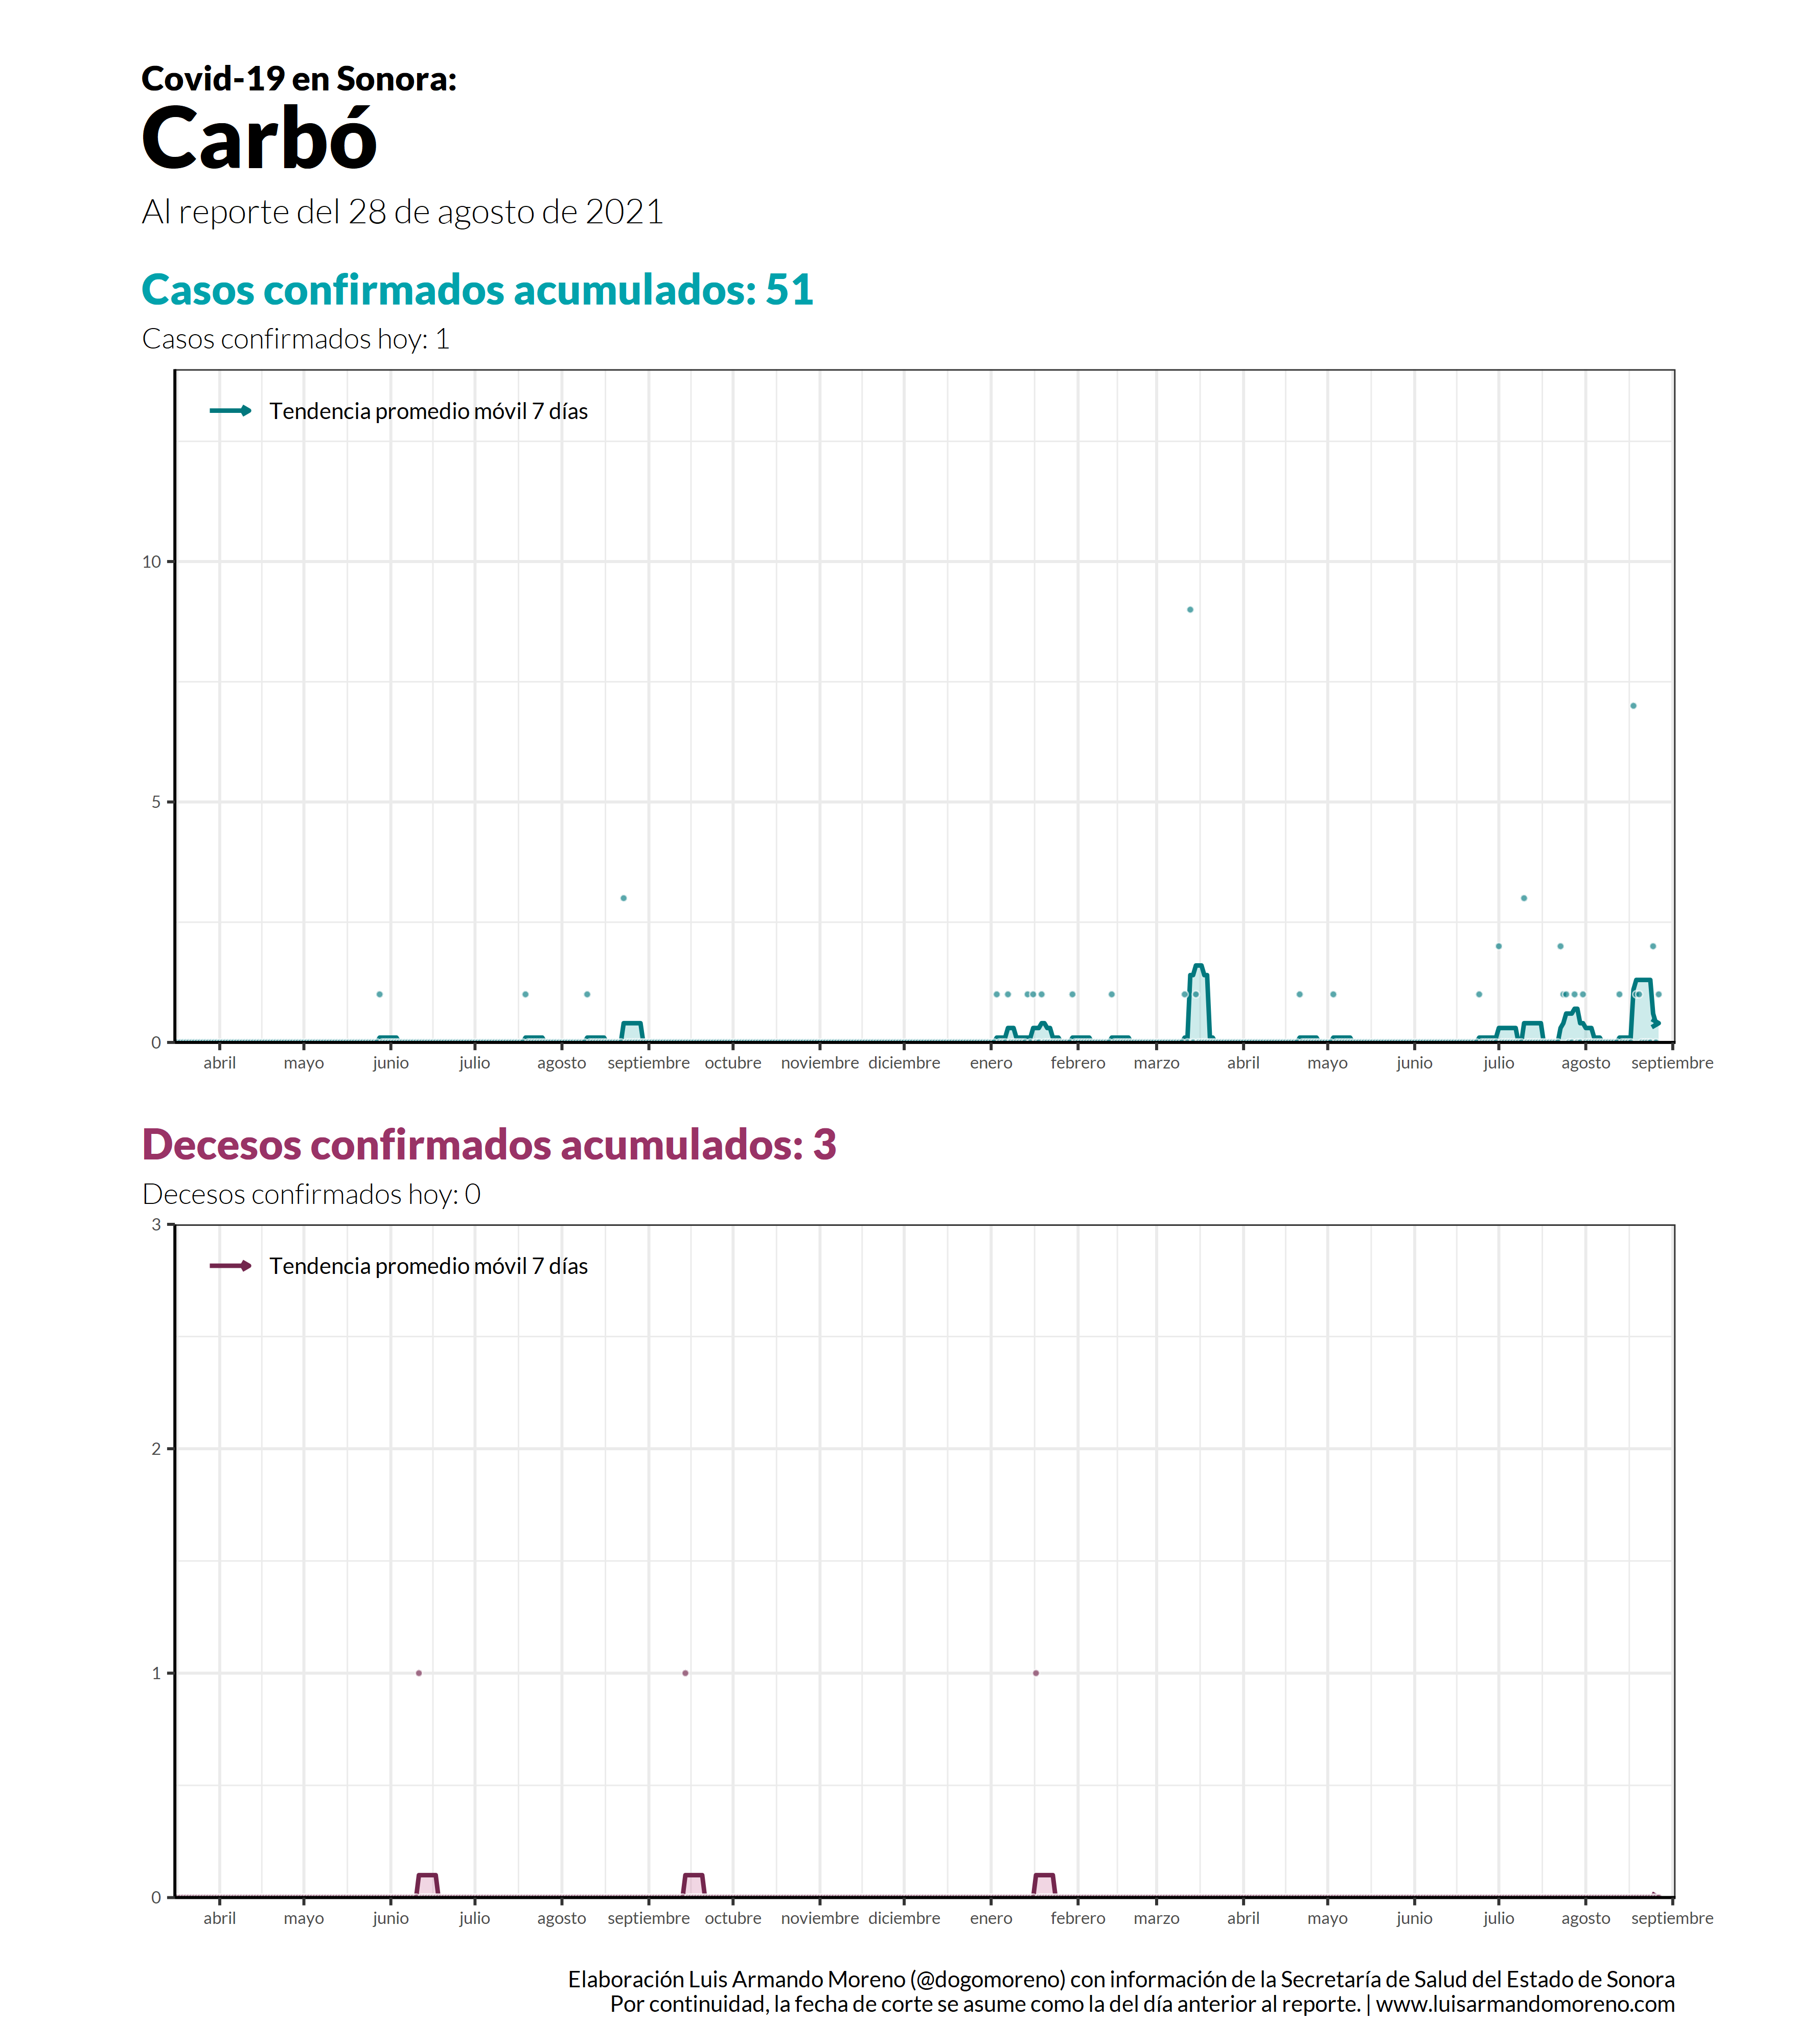 Covid-19 en Sonora:
Carbó
Al reporte del 28 de agosto de 2021
Casos confirmados acumulados: 51
Casos confirmados hoy: 1
Tendencia promedio móvil 7 días
10
5
0
abril mayo junio julio agosto septiembre octubre noviembre diciembre enero febrero marzo abril mayo junio julio agosto septiembre
Decesos confirmados acumulados: 3
Decesos confirmados hoy: 0
3
Tendencia promedio móvil 7 días
2
1
0
abril mayo junio julio agosto septiembre octubre noviembre diciembre enero febrero marzo abril mayo junio julio agosto septiembre
Elaboración Luis Armando Moreno (@dogomoreno) con información de la Secretaría de Salud del Estado de Sonora
Por continuidad, la fecha de corte se asume como la del día anterior al reporte. | www.luisarmandomoreno.com